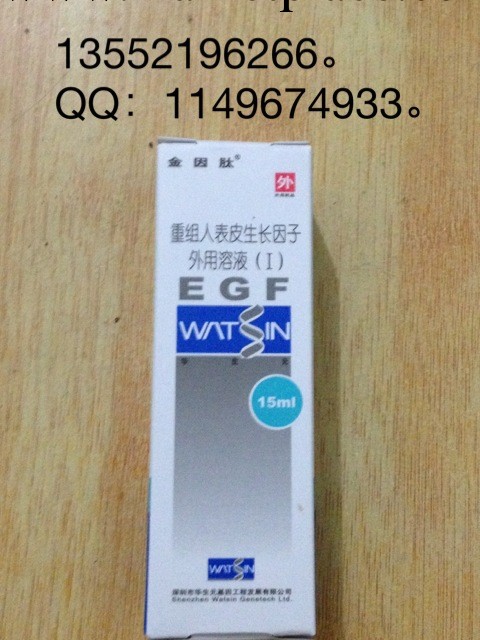 13552196266。
QQ：1149674933。
金因肽®
外
重组人表皮生长因子
外用溶液（I）
EGF
WATSIN
15ml
WATSIN
深圳市华生元基因工程发展有限公司
Shenzhen Watsin Genetech Ltd.